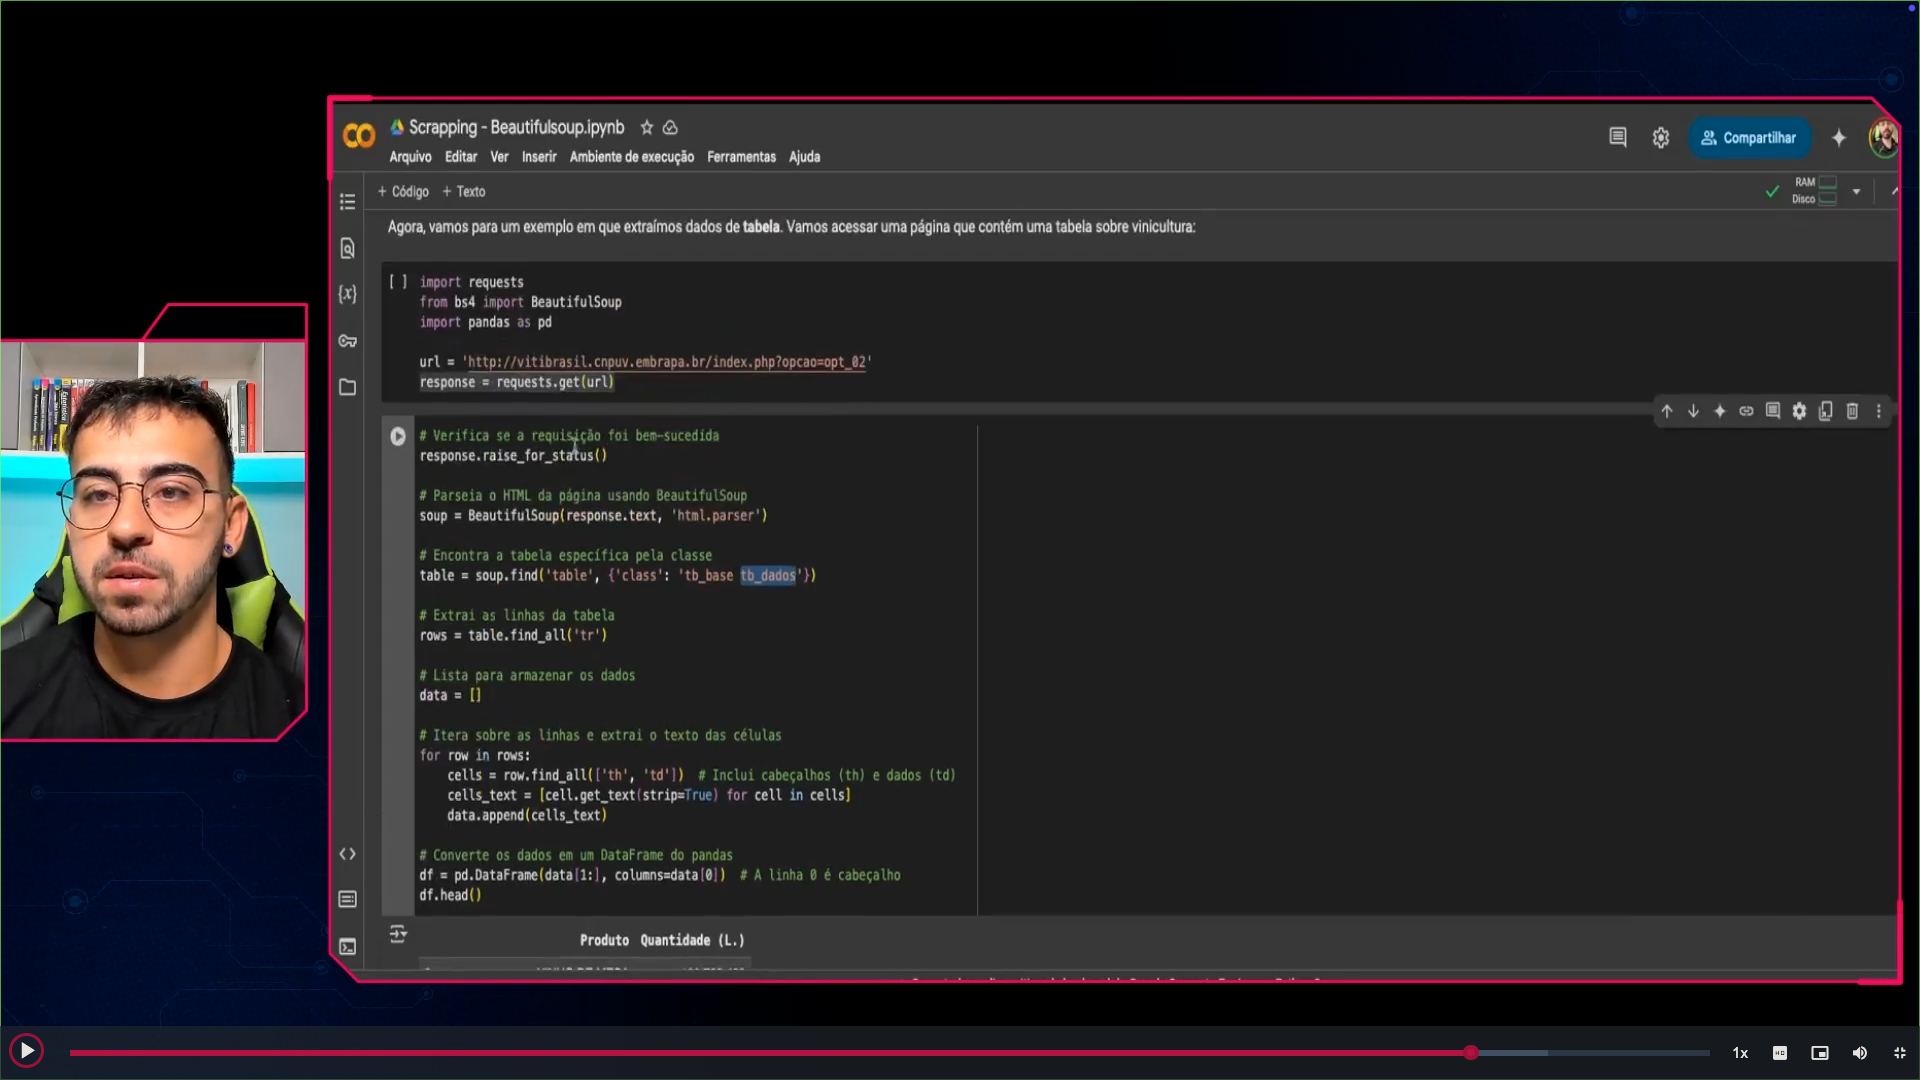 Scrapping - Beautifulsoup.ipynb
Arquivo Editar Ver Inserir Ambiente de execução Ferramentas Ajuda
Compartilhar
+ Código + Texto
RAM
Disco
Agora, vamos para um exemplo em que extraímos dados de tabela. Vamos acessar uma página que contém uma tabela sobre vinicultura:
[ ] import requests
from bs4 import BeautifulSoup
import pandas as pd
url = 'http://vitibrasil.cnpuv.embrapa.br/index.php?opcao=opt_02'
response = requests.get(url)
# Verifica se a requisição foi bem-sucedida
response.raise_for_status()
# Parseia o HTML da página usando BeautifulSoup
soup = BeautifulSoup(response.text, 'html.parser')
# Encontra a tabela específica pela classe
table = soup.find('table', {'class': 'tb_base tb_dados'})
# Extrai as linhas da tabela
rows = table.find_all('tr')
# Lista para armazenar os dados
data = []
# Itera sobre as linhas e extrai o texto das células
for row in rows:
cells = row.find_all(['th', 'td']) # Inclui cabeçalhos (th) e dados (td)
cells_text = [cell.get_text(strip=True) for cell in cells]
data.append(cells_text)
# Converte os dados em um DataFrame do pandas
df = pd.DataFrame(data[1:], columns=data[0]) # A linha 0 é cabeçalho
df.head()
Produto Quantidade (L.)
1x